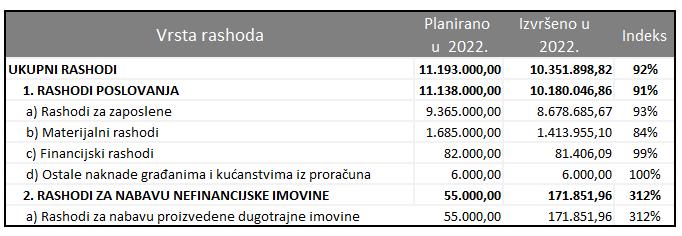 Vrsta rashoda Planirano u 2022. Izvršeno u 2022. Indeks
UKUPNI RASHODI 11.193.000,00 10.351.898,82 92%
1. RASHODI POSLOVANJA 11.138.000,00 10.180.046,86 91%
a) Rashodi za zaposlene 9.365.000,00 8.678.685,67 93%
b) Materijalni rashodi 1.685.000,00 1.413.955,10 84%
c) Financijski rashodi 82.000,00 81.406,09 99%
d) Ostale naknade građanima i kućanstvima iz proračuna 6.000,00 6.000,00 100%
2. RASHODI ZA NABAVU NEFINANCIJSKE IMOVINE 55.000,00 171.851,96 312%
a) Rashodi za nabavu proizvedene dugotrajne imovine 55.000,00 171.851,96 312%